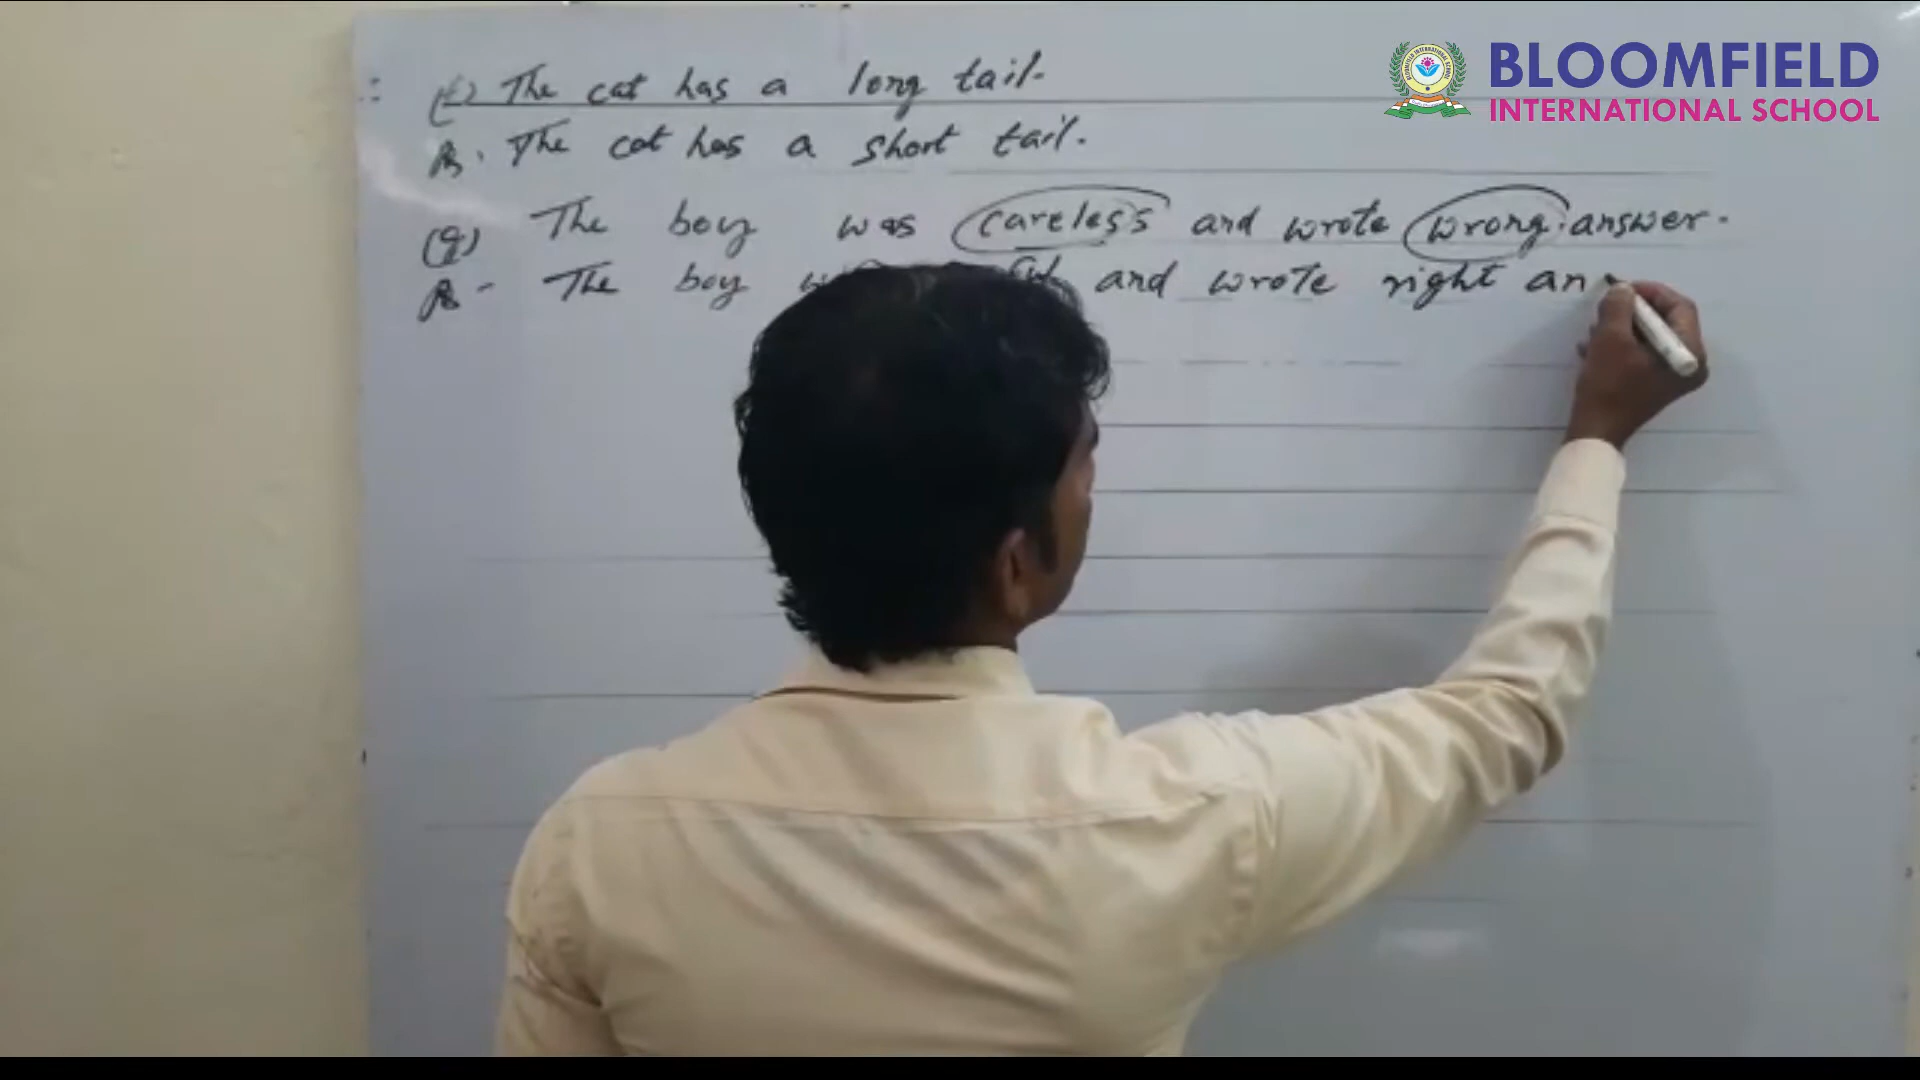 BLOOMFIELD
INTERNATIONAL SCHOOL
(f) The cat has a long tail.
A. The cat has a short tail.
(g) The boy was careless and wrote wrong answer.
A - The boy and wrote right an